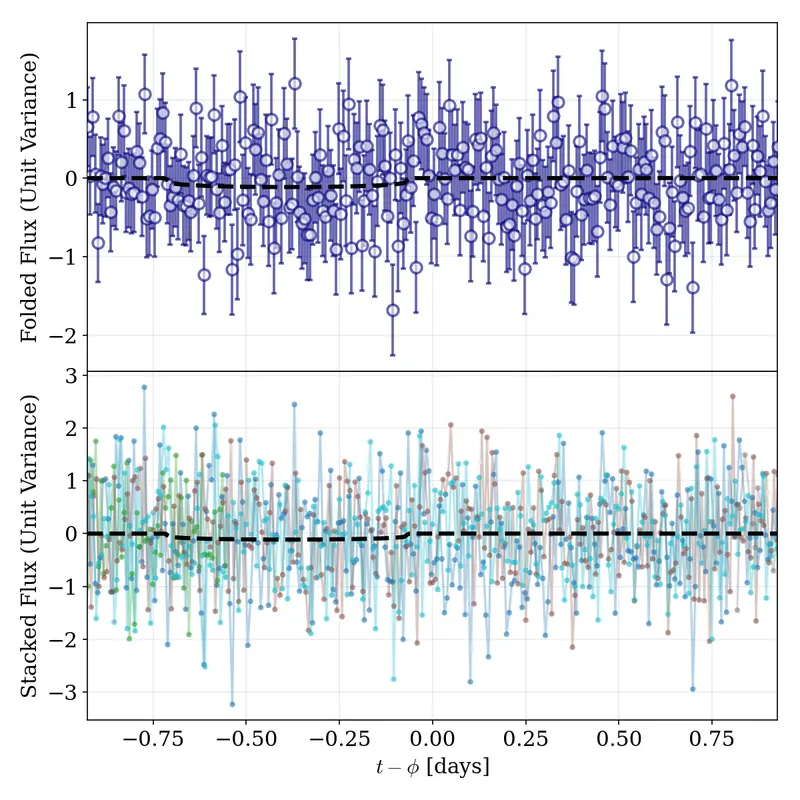 Folded Flux (Unit Variance)
1
0
−1
−2
Stacked Flux (Unit Variance)
3
2
1
0
−1
−2
−3
−0.75 −0.50 −0.25 0.00 0.25 0.50 0.75
t − ϕ [days]